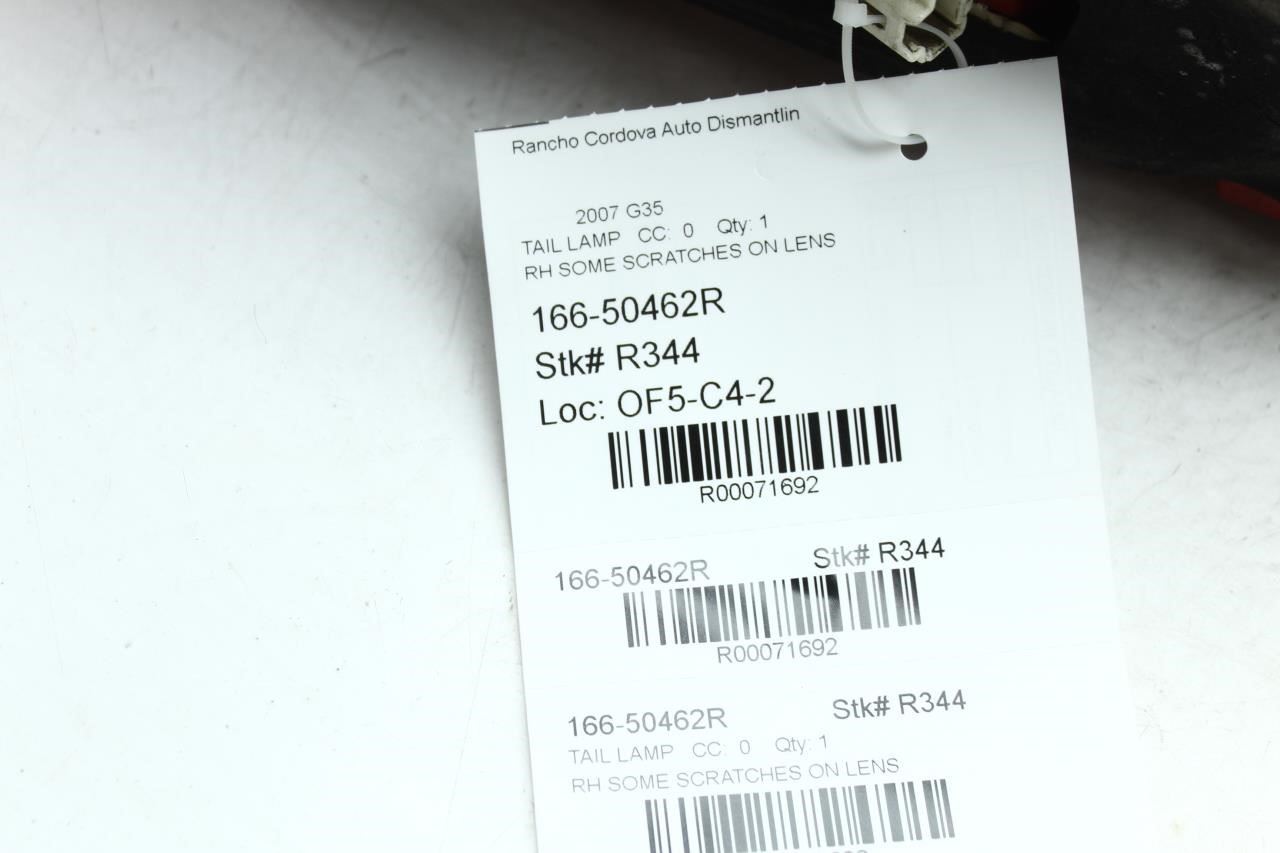 Rancho Cordova Auto Dismantlin
2007 G35
TAIL LAMP CC: 0 Qty: 1
RH SOME SCRATCHES ON LENS
166-50462R
Stk# R344
Loc: OF5-C4-2
R00071692
166-50462R Stk# R344
R00071692
166-50462R Stk# R344
TAIL LAMP CC: 0 Qty: 1
RH SOME SCRATCHES ON LENS